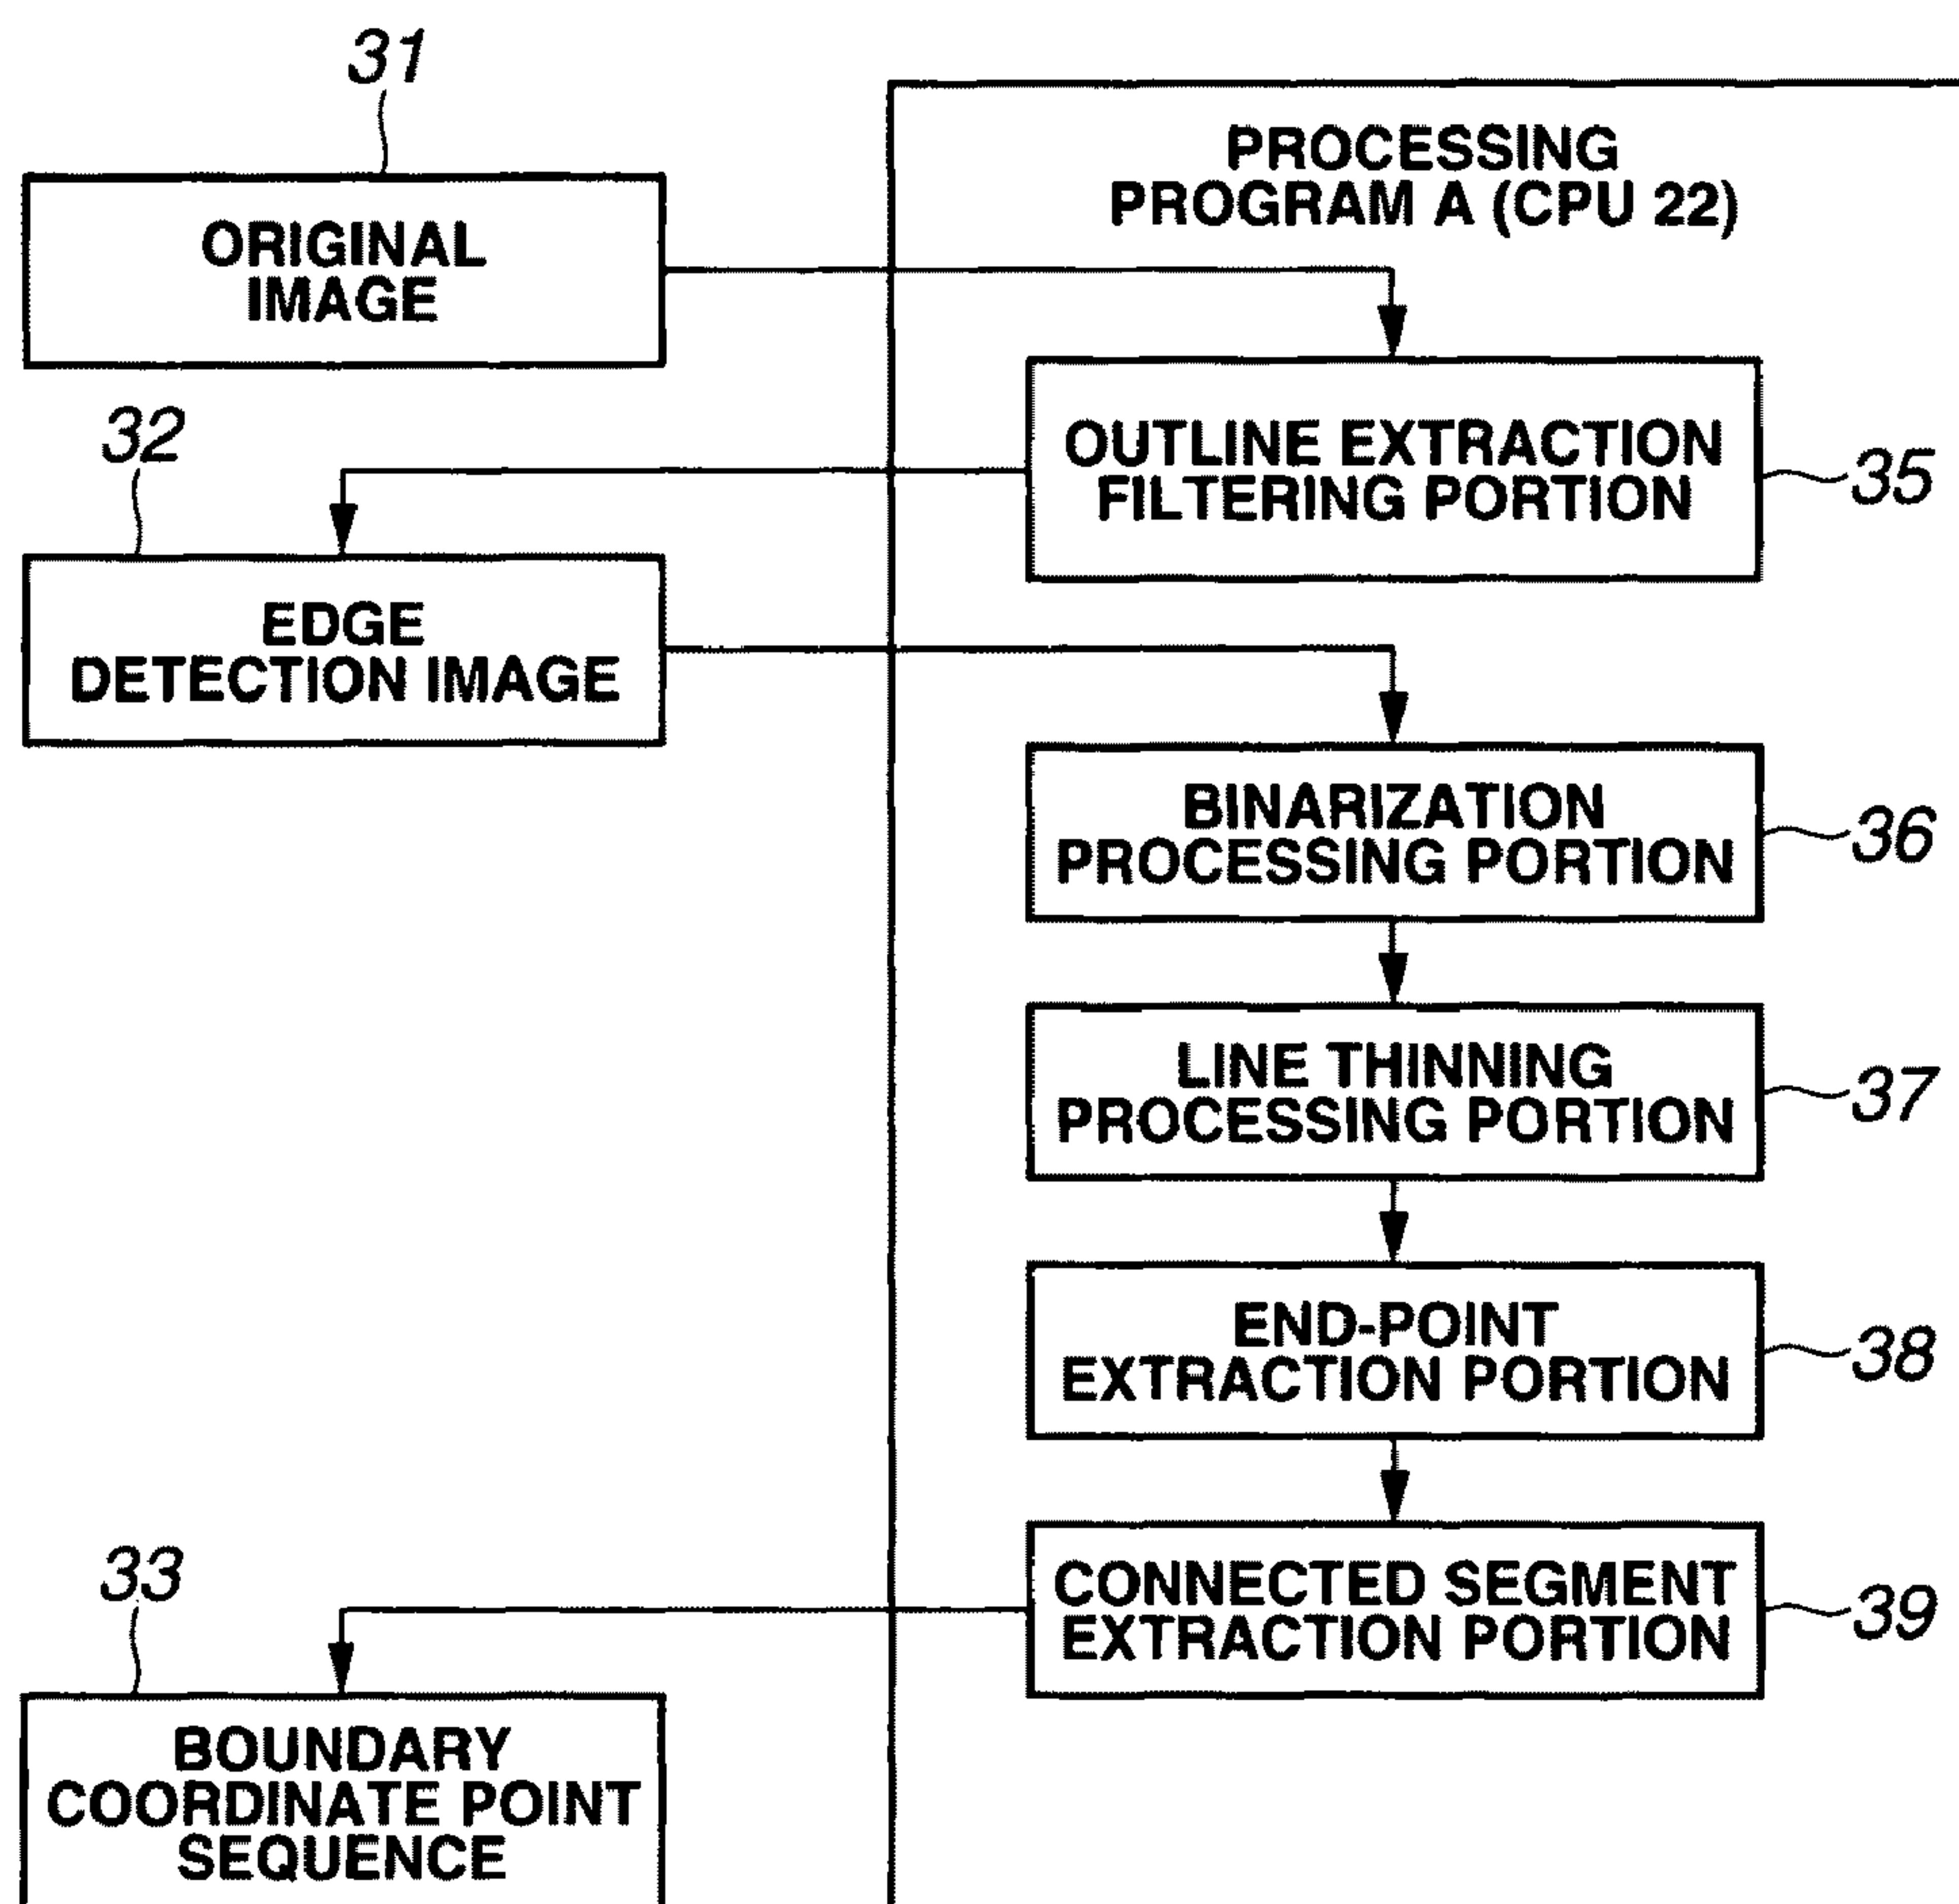 31
PROCESSING
PROGRAM A (CPU 22)
ORIGINAL
IMAGE
32
OUTLINE EXTRACTION
FILTERING PORTION
35
EDGE
DETECTION IMAGE
BINARIZATION
PROCESSING PORTION
36
LINE THINNING
PROCESSING PORTION
37
END-POINT
EXTRACTION PORTION
38
33
CONNECTED SEGMENT
EXTRACTION PORTION
39
BOUNDARY
COORDINATE POINT
SEQUENCE